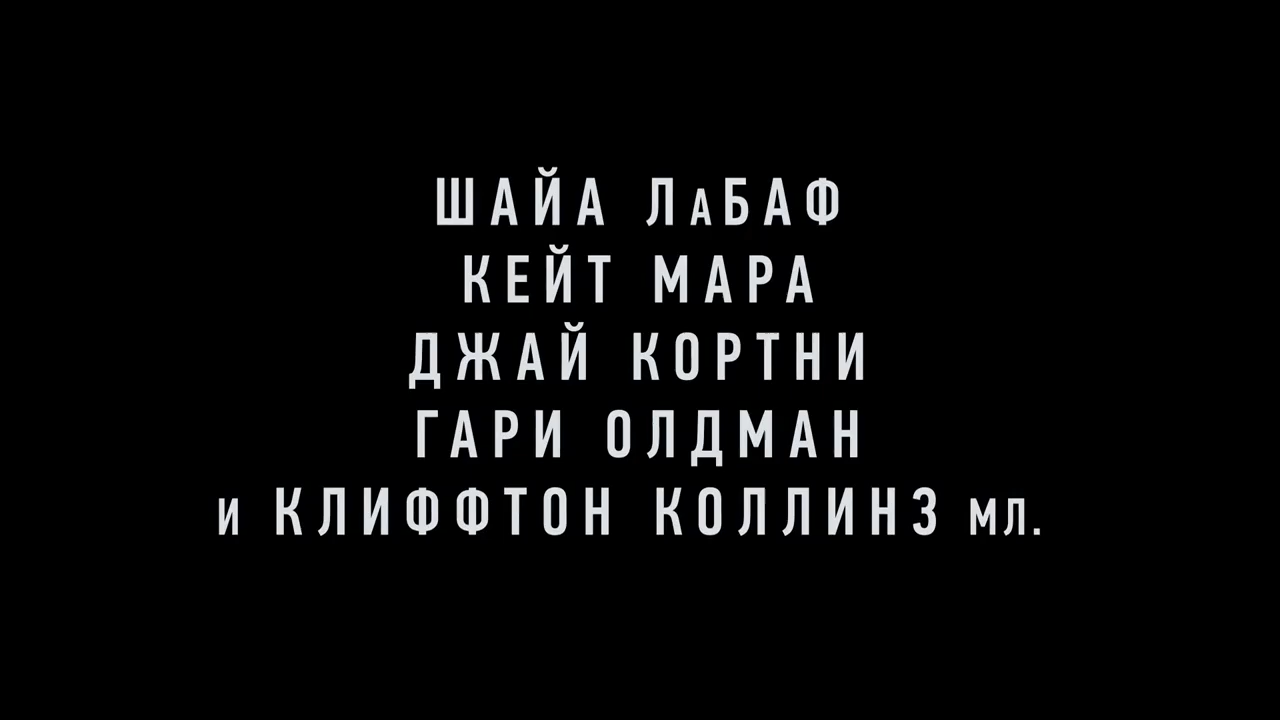 ШАЙА ЛаБАФ
КЕЙТ МАРА
ДЖАЙ КОРТНИ
ГАРИ ОЛДМАН
и КЛИФФТОН КОЛЛИНЗ мл.